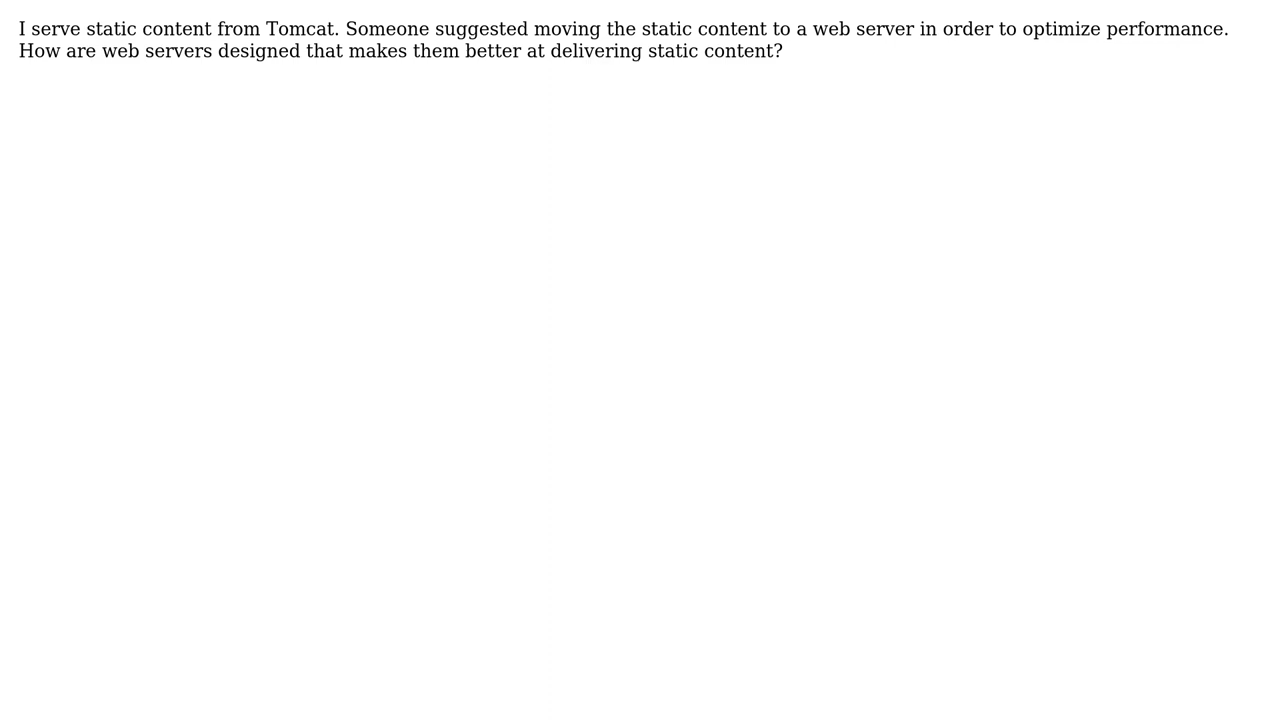 I serve static content from Tomcat. Someone suggested moving the static content to a web server in order to optimize performance.
How are web servers designed that makes them better at delivering static content?